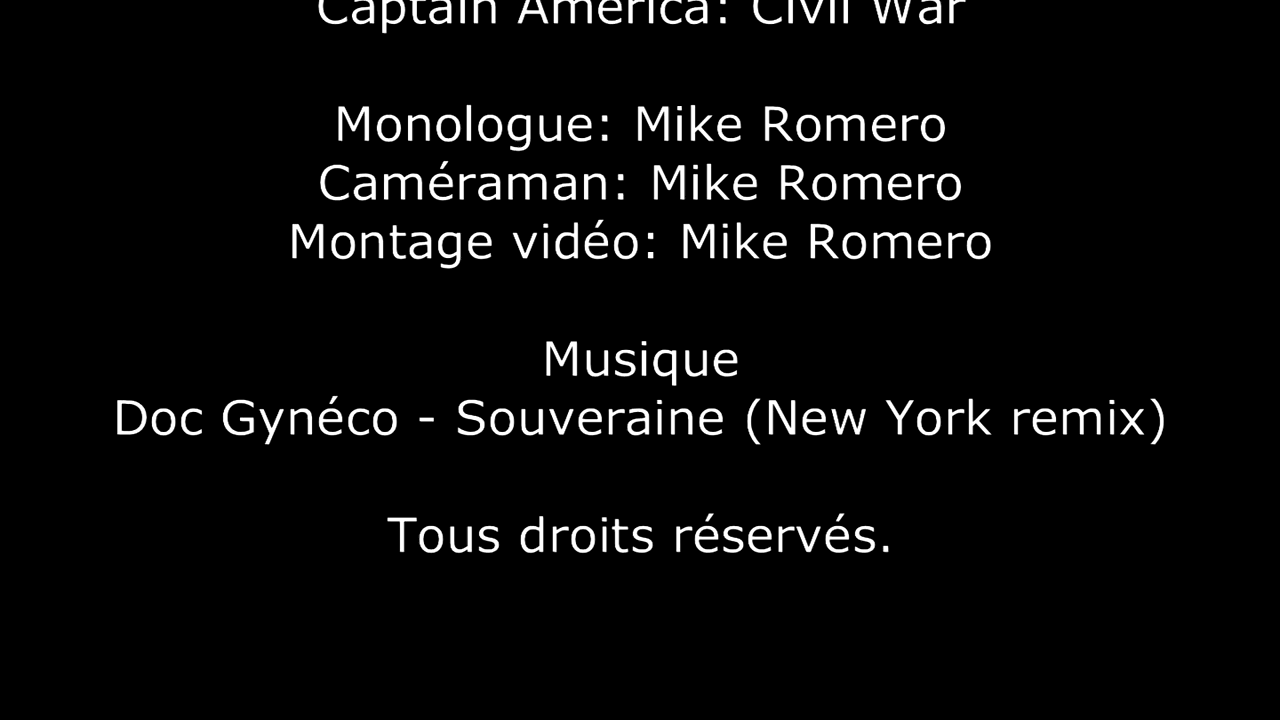 Captain America: Civil War
Monologue: Mike Romero
Caméraman: Mike Romero
Montage vidéo: Mike Romero
Musique
Doc Gynéco - Souveraine (New York remix)
Tous droits réservés.